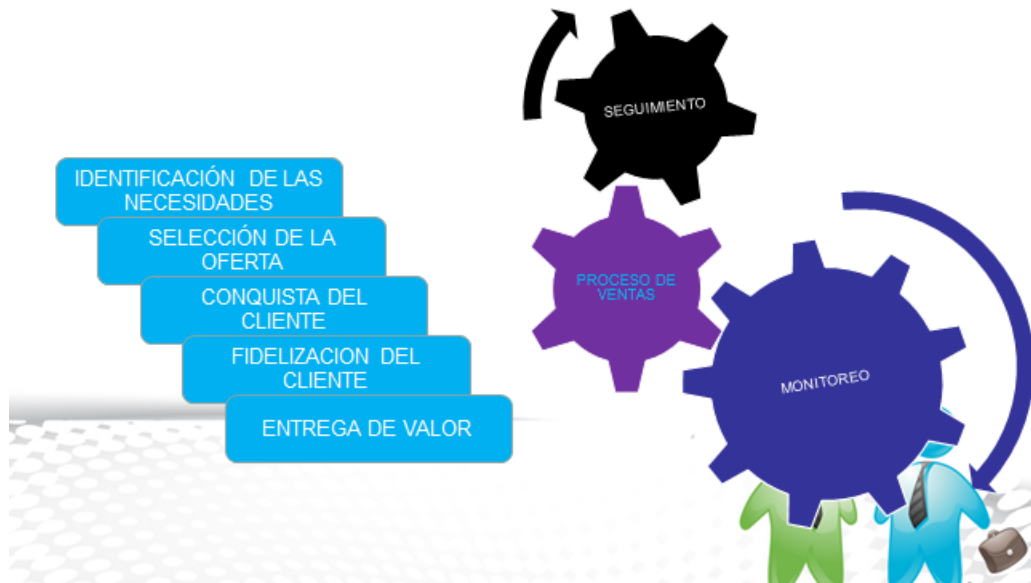 IDENTIFICACIÓN DE LAS
NECESIDADES
SELECCIÓN DE LA
OFERTA
CONQUISTA DEL
CLIENTE
FIDELIZACION DEL
CLIENTE
ENTREGA DE VALOR
SEGUIMIENTO
PROCESO DE
VENTAS
MONITOREO